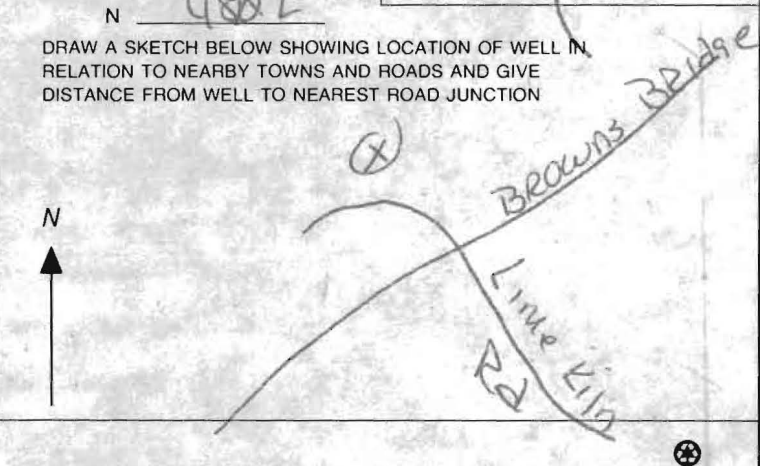 N
DRAW A SKETCH BELOW SHOWING LOCATION OF WELL IN
RELATION TO NEARBY TOWNS AND ROADS AND GIVE
DISTANCE FROM WELL TO NEAREST ROAD JUNCTION
X
BROWNS BRidge
N
Lime Kiln
Rd